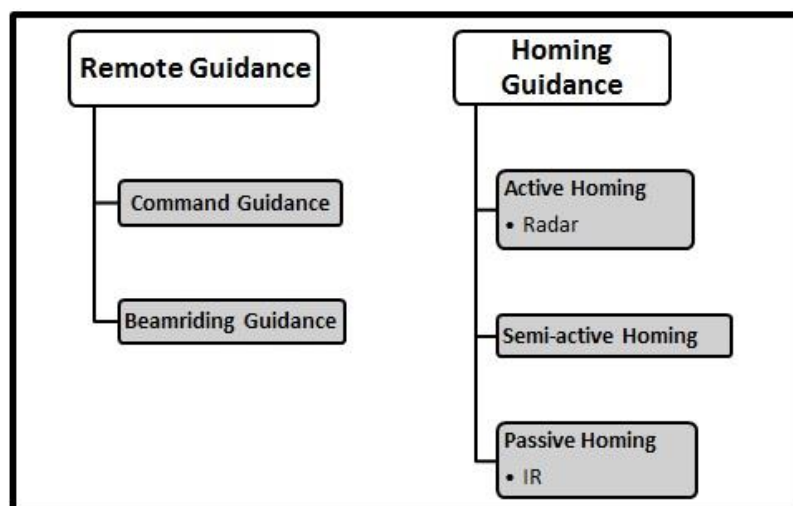 Remote Guidance
Command Guidance
Beamriding Guidance
Homing
Guidance
Active Homing
• Radar
Semi-active Homing
Passive Homing
• IR